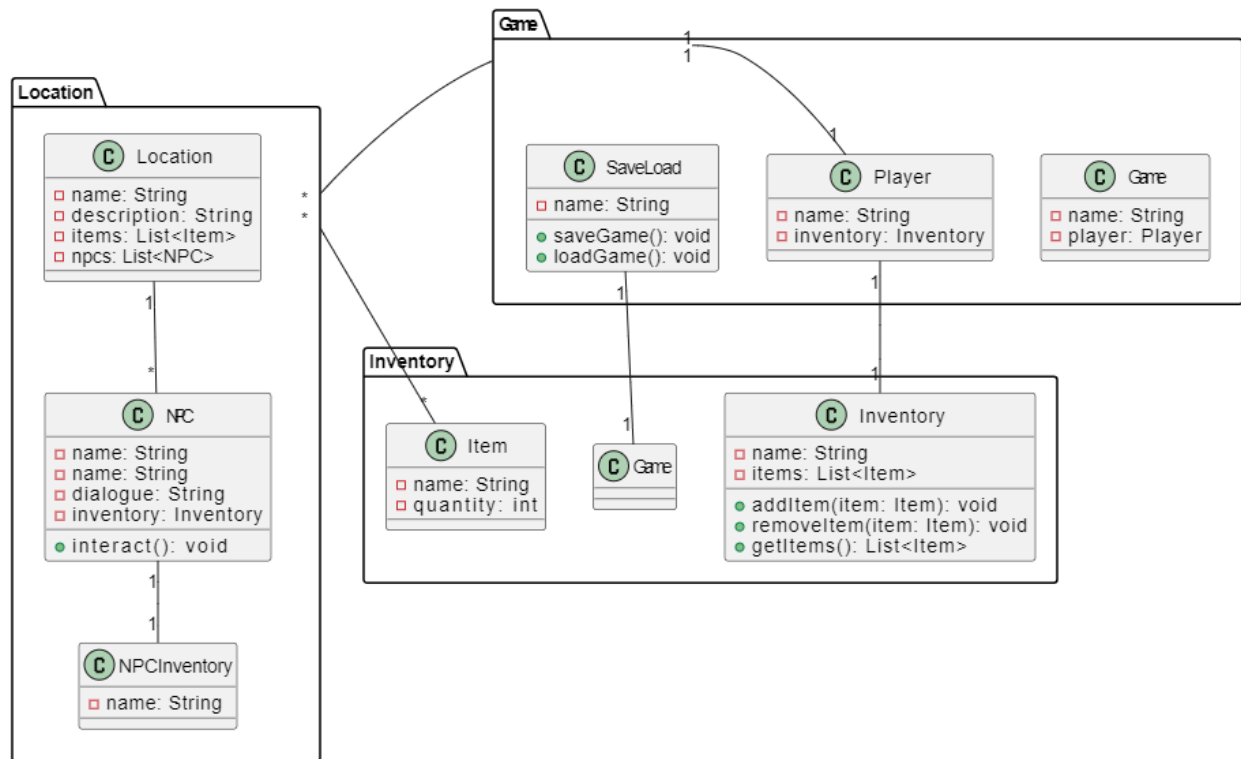 Game
1
1
Location
C Location
name: String
description: String
items: List<Item>
npcs: List<NPC>
*
*
C SaveLoad
name: String
saveGame(): void
loadGame(): void
1
C Player
name: String
inventory: Inventory
C Game
name: String
player: Player
1
*
1
1
Inventory
1
C NPC
name: String
name: String
dialogue: String
inventory: Inventory
interact(): void
*
C Item
name: String
quantity: int
1
C Game
C Inventory
name: String
items: List<Item>
addItem(item: Item): void
removeItem(item: Item): void
getItems(): List<Item>
1
1
C NPCInventory
name: String